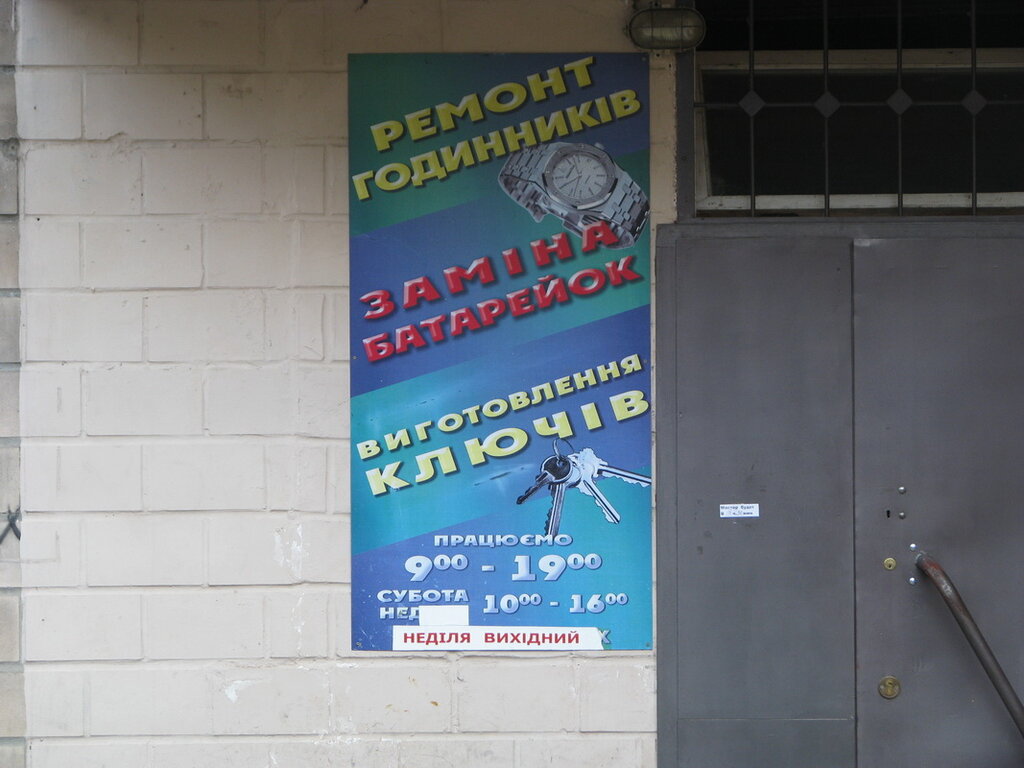 РЕМОНТ
ГОДИННИКІВ
ЗАМІНА
БАТАРЕЙОК
ВИГОТОВЛЕННЯ
КЛЮЧІВ
ПРАЦЮЄМО
9⁰⁰ - 19⁰⁰
СУБОТА 10⁰⁰ - 16⁰⁰
НЕДІЛЯ ВИХІДНИЙ